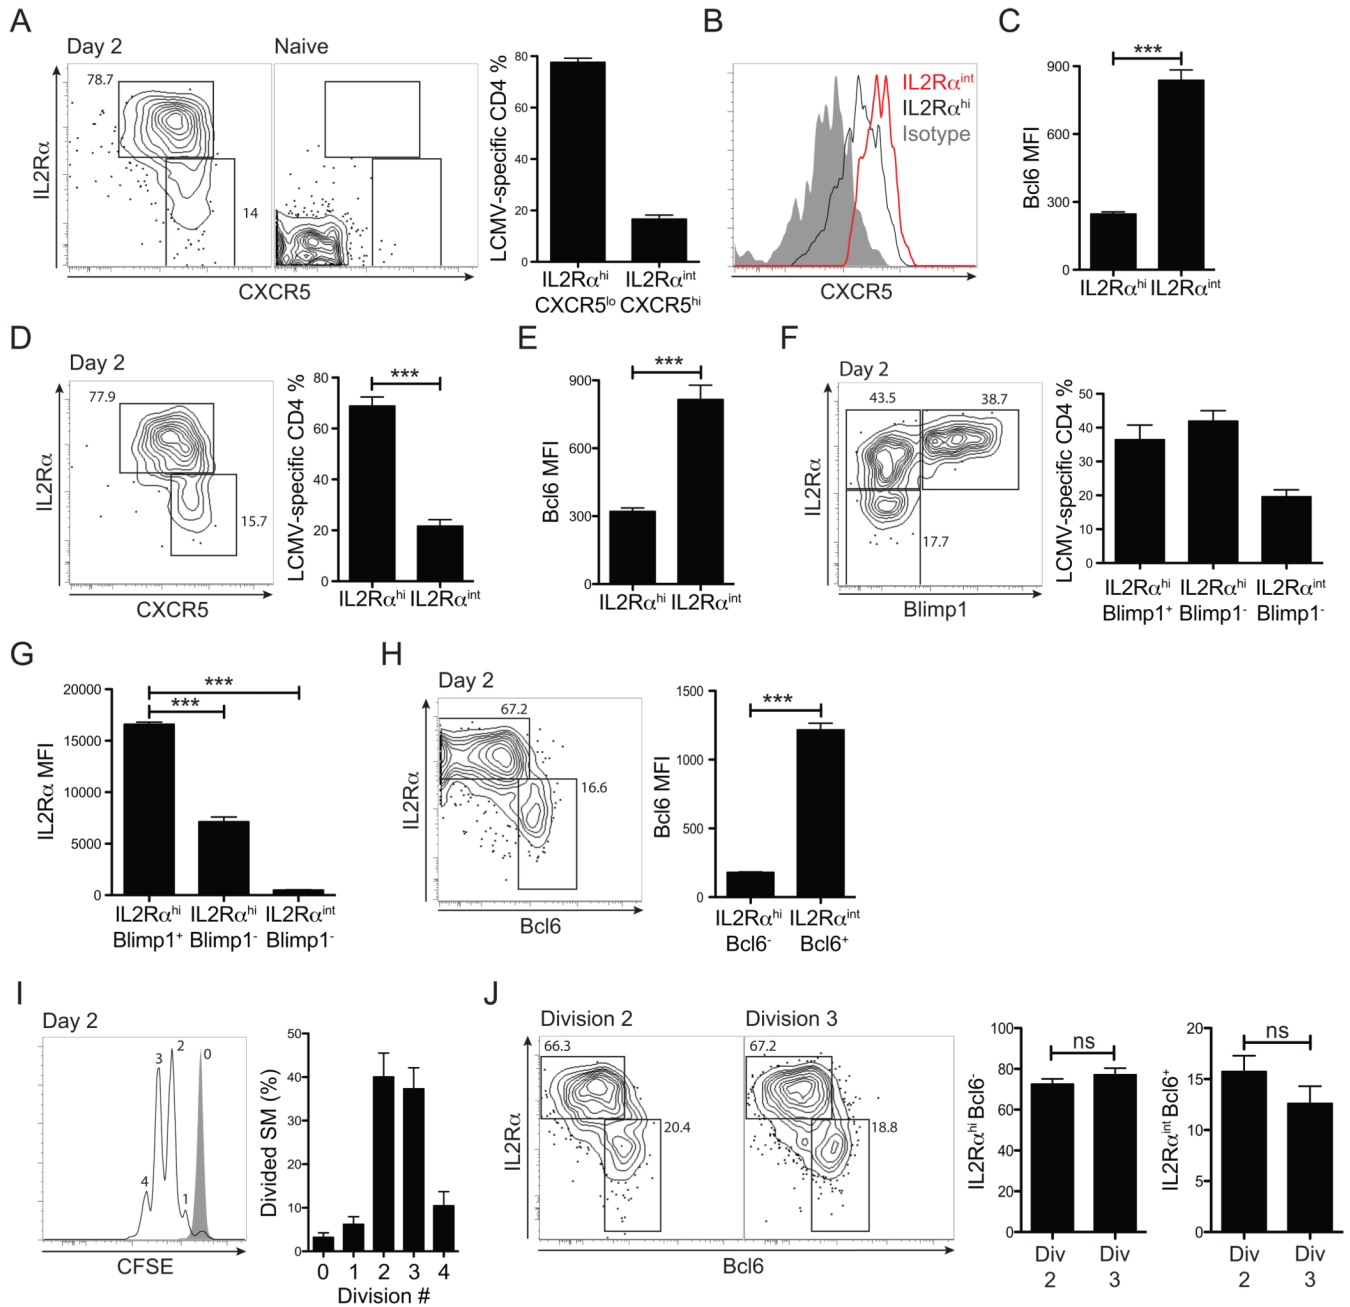 A
Day 2
Naive
78.7
14
IL2Rα
CXCR5
LCMV-specific CD4 %
80
60
40
20
0
IL2Rαʰⁱ IL2Rαⁱⁿᵗ
CXCR5ˡᵒ CXCR5ʰⁱ
B
IL2Rαⁱⁿᵗ
IL2Rαʰⁱ
Isotype
CXCR5
C
***
Bcl6 MFI
900
600
300
0
IL2Rαʰⁱ IL2Rαⁱⁿᵗ
D
Day 2
77.9
15.7
IL2Rα
CXCR5
***
LCMV-specific CD4 %
80
60
40
20
0
IL2Rαʰⁱ IL2Rαⁱⁿᵗ
E
***
Bcl6 MFI
900
600
300
0
IL2Rαʰⁱ IL2Rαⁱⁿᵗ
F
Day 2
43.5
38.7
17.7
IL2Rα
Blimp1
LCMV-specific CD4 %
50
40
30
20
10
0
IL2Rαʰⁱ IL2Rαʰⁱ IL2Rαⁱⁿᵗ
Blimp1⁺ Blimp1⁻ Blimp1⁻
G
***
***
IL2Rα MFI
20000
15000
10000
5000
0
IL2Rαʰⁱ IL2Rαʰⁱ IL2Rαⁱⁿᵗ
Blimp1⁺ Blimp1⁻ Blimp1⁻
H
Day 2
67.2
16.6
IL2Rα
Bcl6
***
Bcl6 MFI
1500
1000
500
0
IL2Rαʰⁱ IL2Rαⁱⁿᵗ
Bcl6⁻ Bcl6⁺
I
Day 2
4
3
2
1
0
CFSE
Divided SM (%)
50
40
30
20
10
0
0 1 2 3 4
Division #
J
Division 2
Division 3
66.3
20.4
67.2
18.8
IL2Rα
Bcl6
ns
IL2Rαʰⁱ Bcl6⁻
100
80
60
40
20
0
Div Div
2 3
ns
IL2Rαⁱⁿᵗ Bcl6⁺
20
15
10
5
0
Div Div
2 3